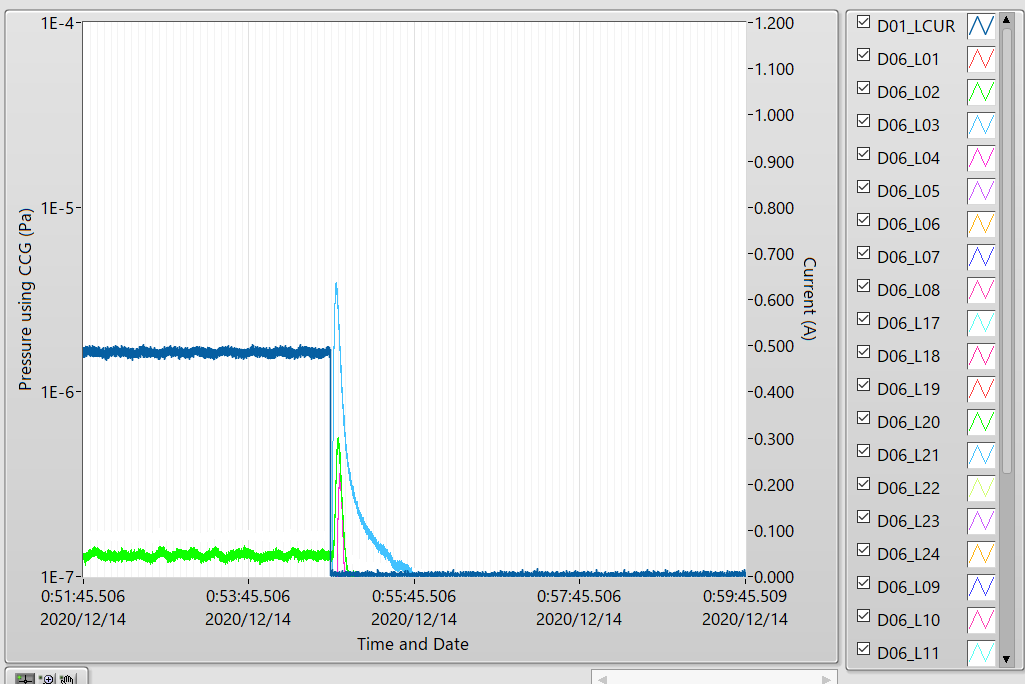 1E-4
1E-5
1E-6
1E-7
Pressure using CCG (Pa)
1.200
1.100
1.000
0.900
0.800
0.700
0.600
0.500
0.400
0.300
0.200
0.100
0.000
Current (A)
0:51:45.506
2020/12/14
0:53:45.506
2020/12/14
0:55:45.506
2020/12/14
0:57:45.506
2020/12/14
0:59:45.509
2020/12/14
Time and Date
D01_LCUR
D06_L01
D06_L02
D06_L03
D06_L04
D06_L05
D06_L06
D06_L07
D06_L08
D06_L17
D06_L18
D06_L19
D06_L20
D06_L21
D06_L22
D06_L23
D06_L24
D06_L09
D06_L10
D06_L11